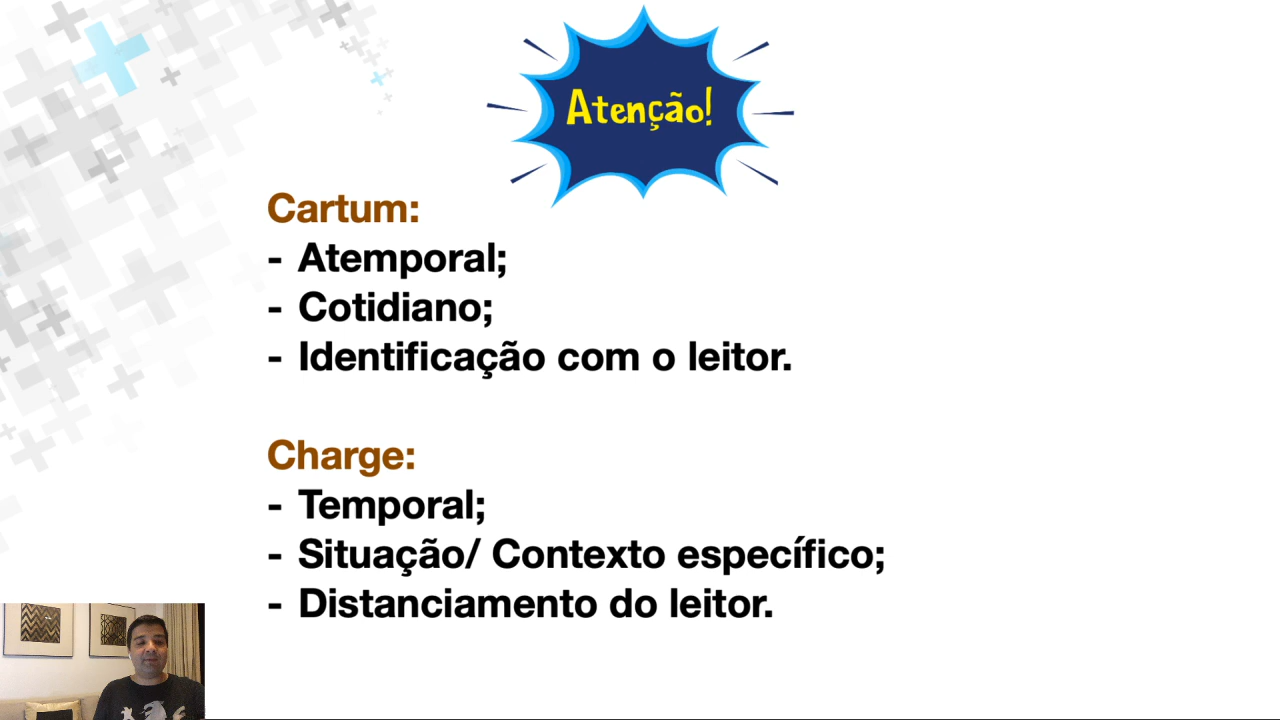 Atenção!
Cartum:
- Atemporal;
- Cotidiano;
- Identificação com o leitor.
Charge:
- Temporal;
- Situação/ Contexto específico;
- Distanciamento do leitor.